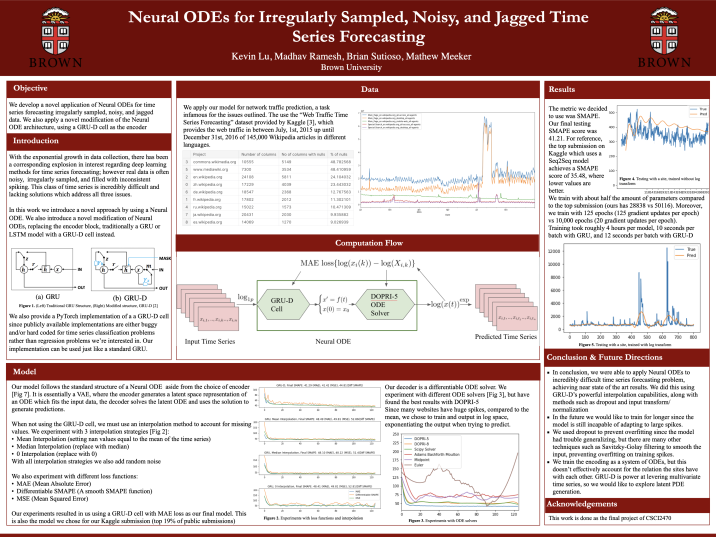 Neural ODEs for Irregularly Sampled, Noisy, and Jagged Time
Series Forecasting
Kevin Lu, Madhav Ramesh, Brian Sutioso, Mathew Meeker
Brown University
BROWN
BROWN
Objective
We develop a novel application of Neural ODEs for time
series forecasting irregularly sampled, noisy, and jagged
data. We also apply a novel modification of the Neural
ODE architecture, using a GRU-D cell as the encoder
Introduction
With the exponential growth in data collection, there has
been a corresponding explosion in interest regarding deep learning
methods for time series forecasting; however real data is often
noisy, irregularly sampled, and filled with inconsistent
spiking. This class of time series is incredibly difficult and
lacking solutions which address all three issues.
In this work we introduce a novel approach by using a Neural
ODE. We also introduce a novel modification of Neural
ODEs, replacing the encoder block, traditionally a GRU or
LSTM model with a GRU-D cell instead.
IN
OUT
MASK
IN
OUT
(a) GRU
(b) GRU-D
Figure 1. (Left) Traditional GRU Structure, (Right) Modified structure, GRU-D [2]
We also provide a PyTorch implementation of a a GRU-D cell
since publicly available implementations are either buggy
and/or hard coded for time series classification problems
rather than regression problems we're interested in. Our
implementation can be used just like a standard GRU.
Data
We apply our model for network traffic prediction, a task
infamous for the issues outlined. The use the "Web Traffic Time
Series Forecasting" dataset provided by Kaggle [3], which
provides the web traffic in between July, 1st, 2015 up until
December 31st, 2016 of 145,000 Wikipedia articles in different
languages.
Project Number of columns No of columns with nulls % of nulls
commons.wikimedia.org
www.mediawiki.org
en.wikipedia.org
de.wikipedia.org
es.wikipedia.org
fr.wikipedia.org
ru.wikipedia.org
ja.wikipedia.org
Computation Flow
MAE loss{log(x_i(k)) − log(X_{i,k})}
log_{1p}
GRU-D
Cell
x' = f(t)
x(0) = x_0
DOPRI-5
ODE
Solver
log(x(t))^{exp}
Input Time Series
Neural ODE
Predicted Time Series
Model
Our model follows the standard structure of a Neural ODE aside from the choice of encoder
[Fig 7]. It is essentially a VAE, where the encoder generates a latent space representation of
an ODE which fits the input data, the decoder solves the latent ODE and uses the solution to
generate predictions.
When not using the GRU-D cell, we must use an interpolation method to account for missing
values. We experiment with 3 interpolation strategies [Fig 2]:
• Mean Interpolation (setting nan values equal to the mean of the time series)
• Median Interpolation (replace with median)
• 0 Interpolation (replace with 0)
With all interpolation strategies we also add random noise
We also experiment with different loss functions:
• MAE (Mean Absolute Error)
• Differentiable SMAPE (A smooth SMAPE function)
• MSE (Mean Squared Error)
Our experiments resulted in us using a GRU-D cell with MAE loss as our final model. This
is also the model we chose for our Kaggle submission (top 19% of public submissions)
Figure 2. Experiments with loss functions and interpolation
Our decoder is a differentiable ODE solver. We
experiment with different ODE solvers [Fig 3], but have
found the best results with DOPRI-5
Since many websites have huge spikes, compared to the
mean, we chose to train and output in log space,
exponentiating the output when trying to predict.
DOPRI-5
DOPRI-8
Scipy Solver
Adams Bashforth Moulton
Midpoint
Euler
Figure 3. Experiments with ODE solvers
Results
The metric we decided
to use was SMAPE.
Our final testing
SMAPE score was
41.21. For reference,
the top submission on
Kaggle which uses a
Seq2Seq model
achieves a SMAPE
score of 35.48, where
lower values are
better.
True
Pred
Figure 4. Testing with a site, trained without log
transform
We train with about half the amount of parameters compared
to the top submission (ours has 28838 vs 50116). Moreover,
we train with 125 epochs (125 gradient updates per epoch)
vs 10,000 epochs (20 gradient updates per epoch).
Training took roughly 4 hours per model, 10 seconds per
batch with GRU, and 12 seconds per batch with GRU-D
True
Pred
Figure 5. Testing with a site, trained with log transform
Conclusion & Future Directions
• In conclusion, we were able to apply Neural ODEs to
incredibly difficult time series forecasting problem,
achieving near state of the art results. We did this using
GRU-D's powerful interpolation capabilities, along with
methods such as dropout and input transform/
normalization
• In the future we would like to train for longer since the
model is still incapable of adapting to large spikes.
• We used dropout to prevent overfitting since the model
had trouble generalizing, but there are many other
techniques such as Savitzky-Golay filtering to smooth the
input, preventing overfitting on training spikes.
• We train the encoding as a system of ODEs, but this
doesn't effectively account for the relation the sites have
with each other. GRU-D is power at levering multivariate
time series, so we would like to explore latent PDE
generation.
Acknowledgements
This work is done as the final project of CSCI2470